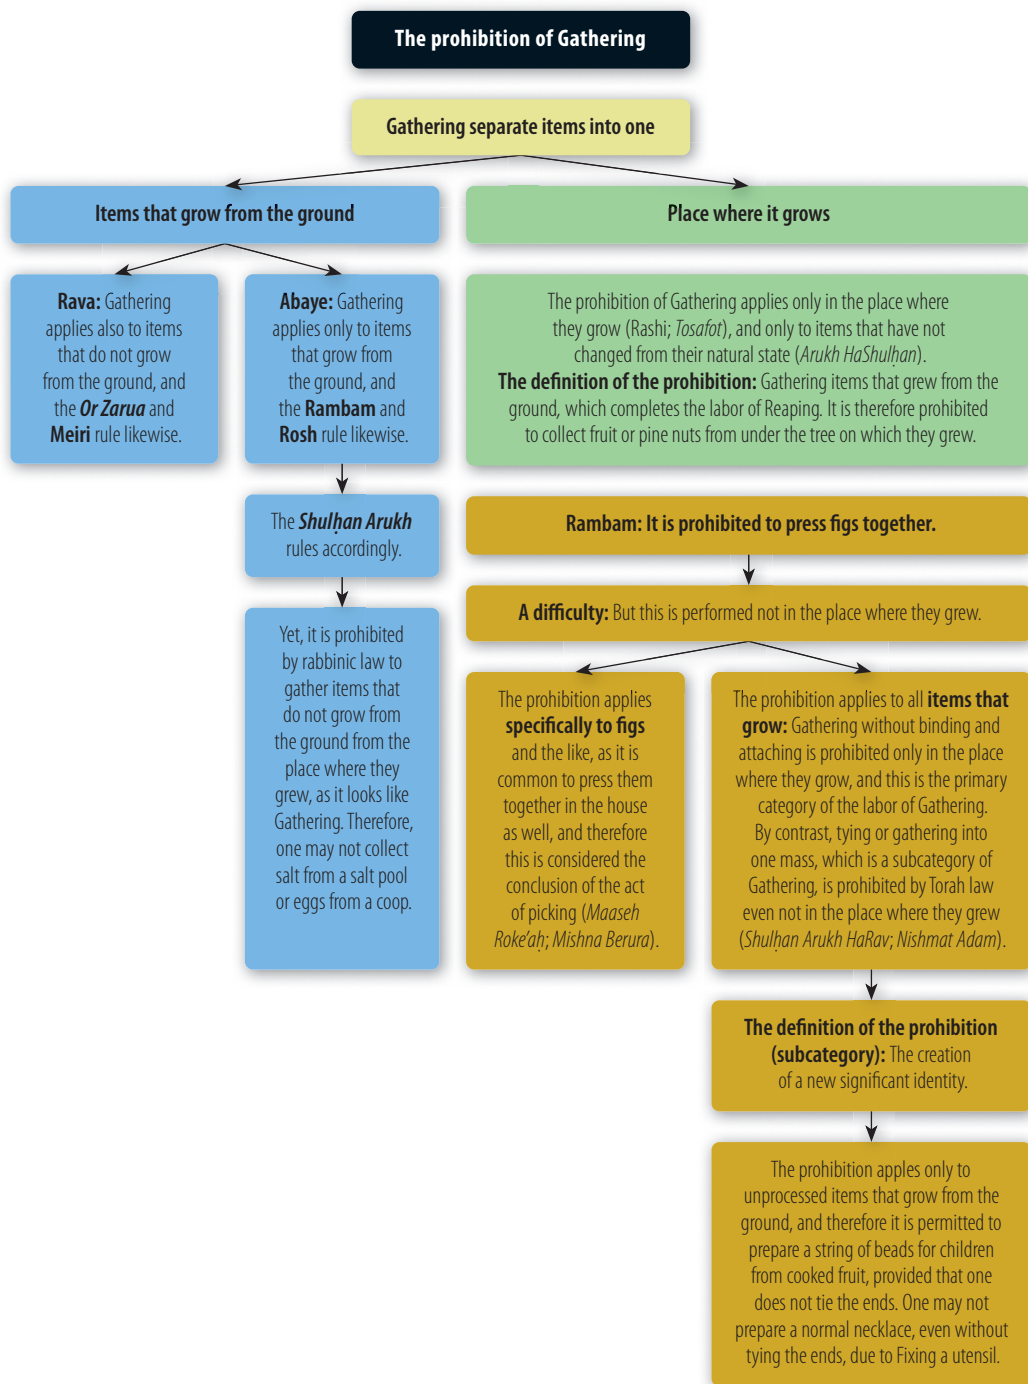 The prohibition of Gathering
Gathering separate items into one
Items that grow from the ground
Rava: Gathering
applies also to items
that do not grow
from the ground, and
the Or Zarua and
Meiri rule likewise.
Abaye: Gathering
applies only to items
that grow from
the ground, and
the Rambam and
Rosh rule likewise.
The Shulḥan Arukh
rules accordingly.
Yet, it is prohibited
by rabbinic law to
gather items that
do not grow from
the ground from the
place where they
grew, as it looks like
Gathering. Therefore,
one may not collect
salt from a salt pool
or eggs from a coop.
Place where it grows
The prohibition of Gathering applies only in the place where
they grow (Rashi; Tosafot), and only to items that have not
changed from their natural state (Arukh HaShulḥan).
The definition of the prohibition: Gathering items that grew from the
ground, which completes the labor of Reaping. It is therefore prohibited
to collect fruit or pine nuts from under the tree on which they grew.
Rambam: It is prohibited to press figs together.
A difficulty: But this is performed not in the place where they grew.
The prohibition applies
specifically to figs
and the like, as it is
common to press them
together in the house
as well, and therefore
this is considered the
conclusion of the act
of picking (Maaseh
Roke'aḥ; Mishna Berura).
The prohibition applies to all items that
grow: Gathering without binding and
attaching is prohibited only in the place
where they grow, and this is the primary
category of the labor of Gathering.
By contrast, tying or gathering into
one mass, which is a subcategory of
Gathering, is prohibited by Torah law
even not in the place where they grew
(Shulḥan Arukh HaRav; Nishmat Adam).
The definition of the prohibition
(subcategory): The creation
of a new significant identity.
The prohibition apples only to
unprocessed items that grow from the
ground, and therefore it is permitted to
prepare a string of beads for children
from cooked fruit, provided that one
does not tie the ends. One may not
prepare a normal necklace, even without
tying the ends, due to Fixing a utensil.